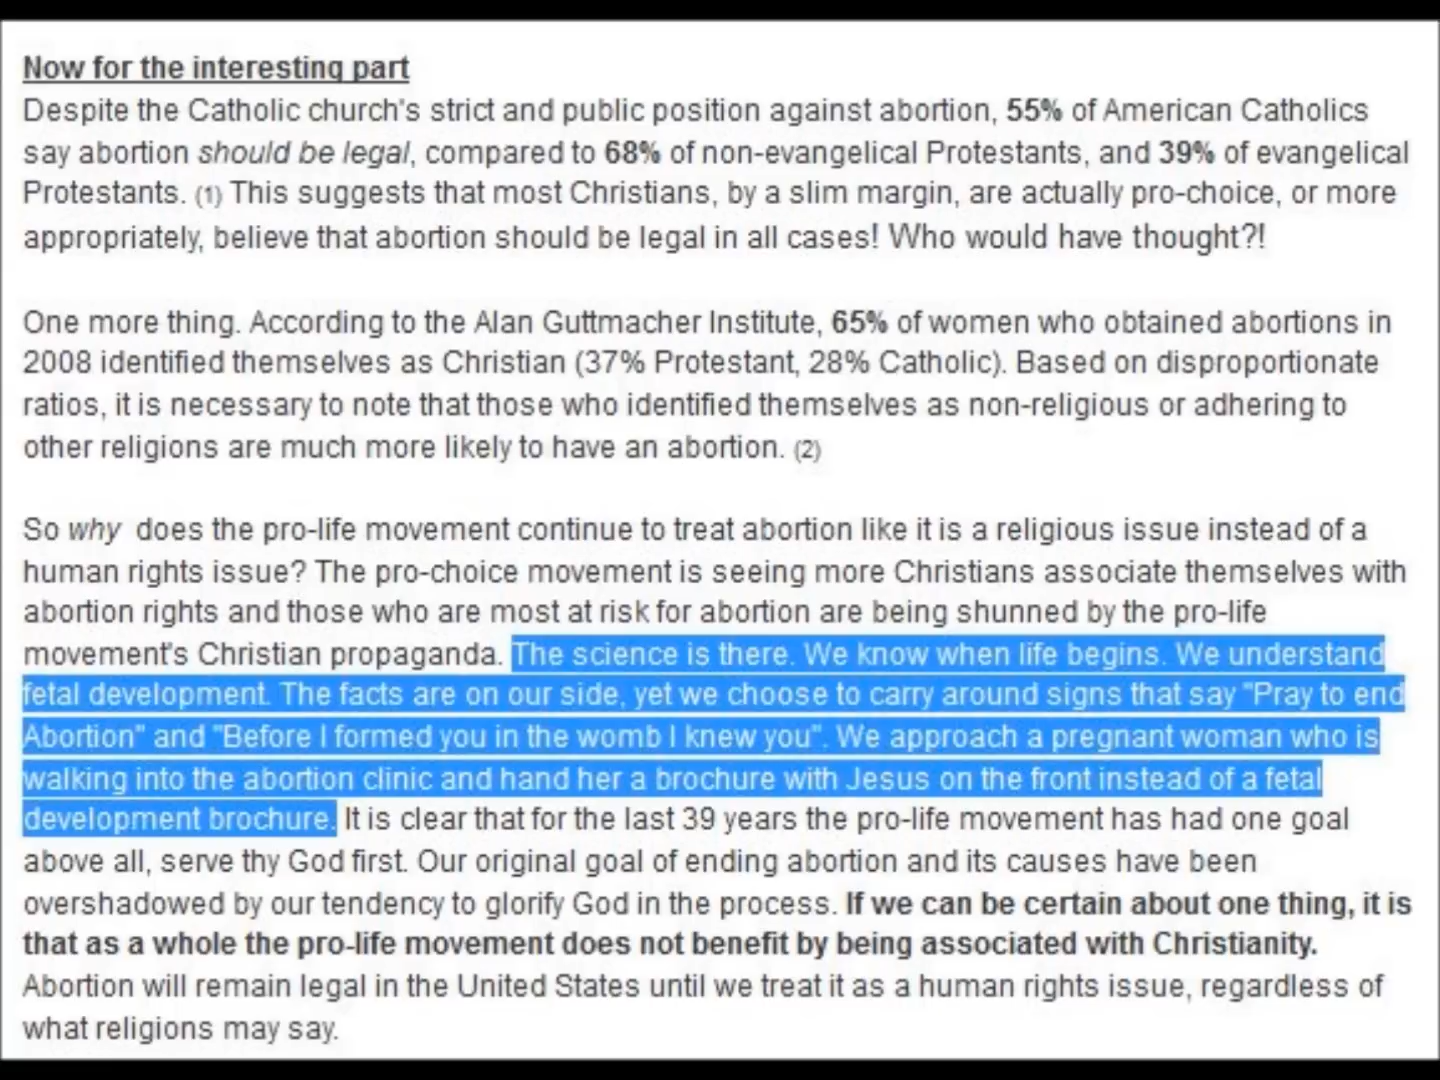 Now for the interesting part
Despite the Catholic church's strict and public position against abortion, 55% of American Catholics
say abortion should be legal, compared to 68% of non-evangelical Protestants, and 39% of evangelical
Protestants. (1) This suggests that most Christians, by a slim margin, are actually pro-choice, or more
appropriately, believe that abortion should be legal in all cases! Who would have thought?!
One more thing. According to the Alan Guttmacher Institute, 65% of women who obtained abortions in
2008 identified themselves as Christian (37% Protestant, 28% Catholic). Based on disproportionate
ratios, it is necessary to note that those who identified themselves as non-religious or adhering to
other religions are much more likely to have an abortion. (2)
So why does the pro-life movement continue to treat abortion like it is a religious issue instead of a
human rights issue? The pro-choice movement is seeing more Christians associate themselves with
abortion rights and those who are most at risk for abortion are being shunned by the pro-life
movement's Christian propaganda. The science is there. We know when life begins. We understand
fetal development. The facts are on our side, yet we choose to carry around signs that say "Pray to end
Abortion" and "Before I formed you in the womb I knew you". We approach a pregnant woman who is
walking into the abortion clinic and hand her a brochure with Jesus on the front instead of a fetal
development brochure. It is clear that for the last 39 years the pro-life movement has had one goal
above all, serve thy God first. Our original goal of ending abortion and its causes have been
overshadowed by our tendency to glorify God in the process. If we can be certain about one thing, it is
that as a whole the pro-life movement does not benefit by being associated with Christianity.
Abortion will remain legal in the United States until we treat it as a human rights issue, regardless of
what religions may say.